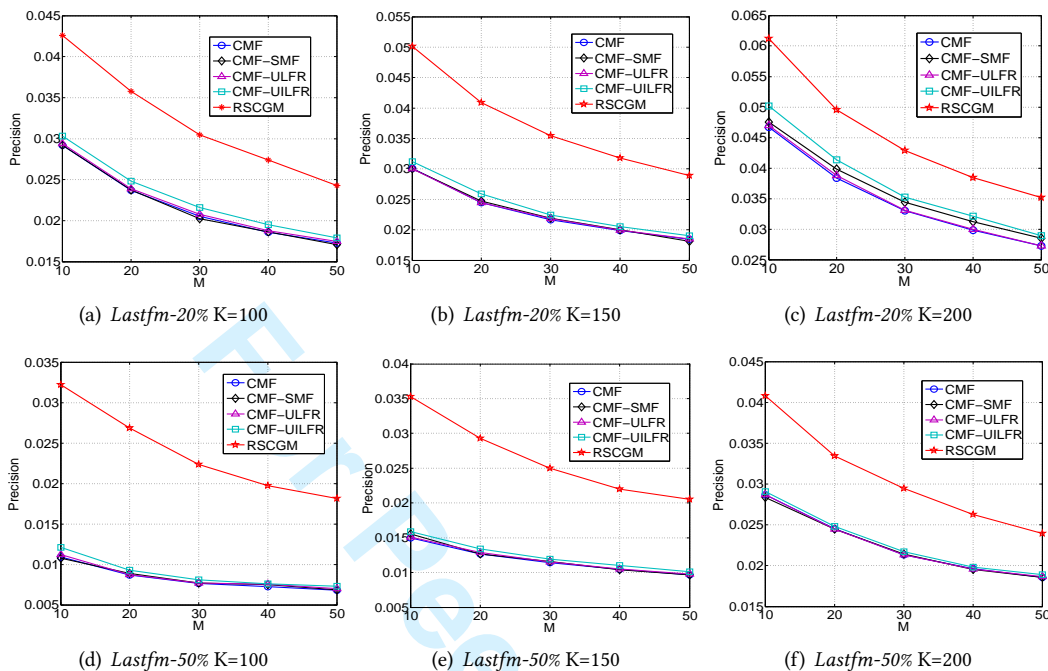 0.045
0.04
0.035
0.03
0.025
0.02
0.015
10 20 30 40 50
Precision
M
CMF
CMF-SMF
CMF-ULFR
CMF-UILFR
RSCGM
(a) Lastfm-20% K=100
0.055
0.05
0.045
0.04
0.035
0.03
0.025
0.02
0.015
10 20 30 40 50
Precision
M
CMF
CMF-SMF
CMF-ULFR
CMF-UILFR
RSCGM
(b) Lastfm-20% K=150
0.065
0.06
0.055
0.05
0.045
0.04
0.035
0.03
0.025
10 20 30 40 50
Precision
M
CMF
CMF-SMF
CMF-ULFR
CMF-UILFR
RSCGM
(c) Lastfm-20% K=200
0.035
0.03
0.025
0.02
0.015
0.01
0.005
10 20 30 40 50
Precision
M
CMF
CMF-SMF
CMF-ULFR
CMF-UILFR
RSCGM
(d) Lastfm-50% K=100
0.04
0.035
0.03
0.025
0.02
0.015
0.01
0.005
10 20 30 40 50
Precision
M
CMF
CMF-SMF
CMF-ULFR
CMF-UILFR
RSCGM
(e) Lastfm-50% K=150
0.045
0.04
0.035
0.03
0.025
0.02
0.015
10 20 30 40 50
Precision
M
CMF
CMF-SMF
CMF-ULFR
CMF-UILFR
RSCGM
(f) Lastfm-50% K=200